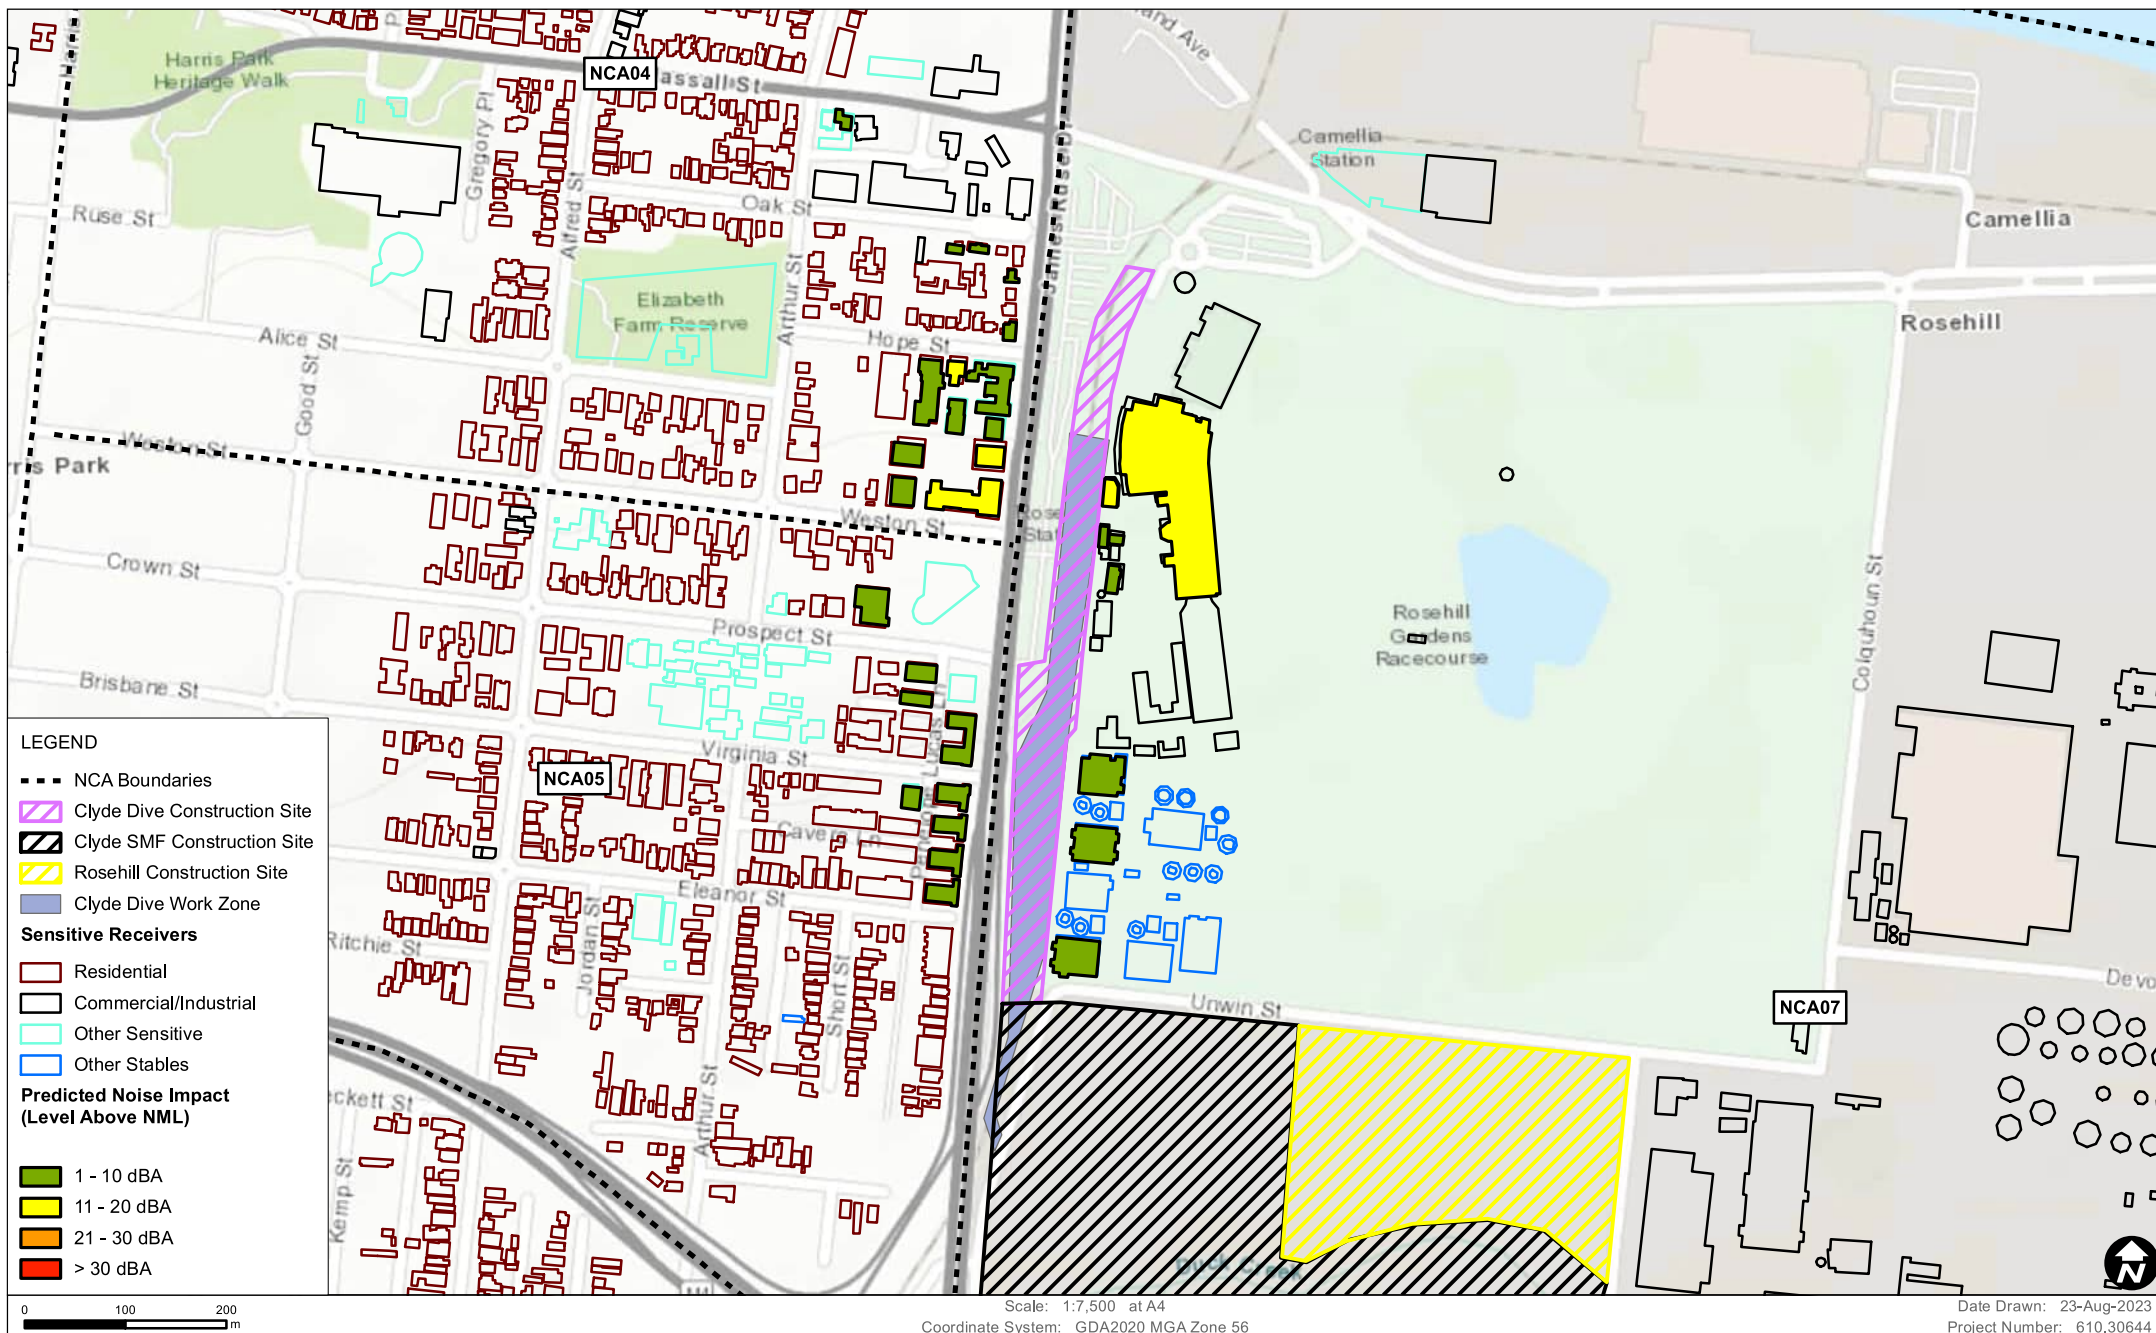 Harris Park
Heritage Walk
NCA04
Gregory Pl
Camellia
Station
Camellia
Ruse St
Alfred St
Oak St
Arthur St
Elizabeth
Farm Reserve
Hope St
Alice St
Good St
Rosehill
Weston St
Weston St
Crown St
Prospect St
Rosehill
Gardens
Racecourse
Colquhoun St
Brisbane St
Virginia St
NCA05
Penelope Lucas Ln
Cavers Ln
Eleanor St
Ritchie St
Jordan St
Short St
Unwin St
NCA07
Arthur St
Kemp St
Duck Creek
LEGEND
NCA Boundaries
Clyde Dive Construction Site
Clyde SMF Construction Site
Rosehill Construction Site
Clyde Dive Work Zone
Sensitive Receivers
Residential
Commercial/Industrial
Other Sensitive
Other Stables
Predicted Noise Impact
(Level Above NML)
1 - 10 dBA
11 - 20 dBA
21 - 30 dBA
> 30 dBA
N
0 100 200
m
Scale: 1:7,500 at A4
Coordinate System: GDA2020 MGA Zone 56
Date Drawn: 23-Aug-2023
Project Number: 610.30644